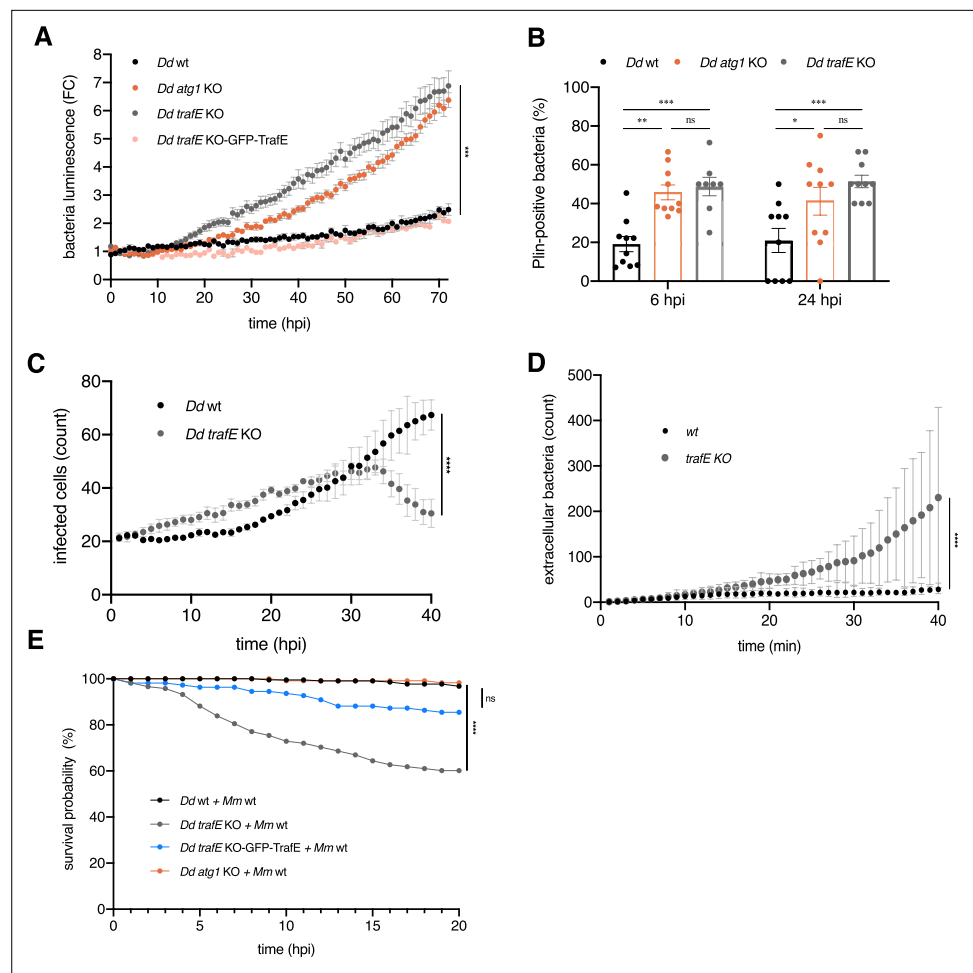 A
Dd wt
Dd atg1 KO
Dd trafE KO
Dd trafE KO-GFP-TrafE
bacteria luminescence (FC)
8
7
6
5
4
3
2
1
0
0 10 20 30 40 50 60 70
time (hpi)
***
B
Dd wt Dd atg1 KO Dd trafE KO
Plin-positive bacteria (%)
100
80
60
40
20
0
*** ***
** ns * ns
6 hpi 24 hpi
C
Dd wt
Dd trafE KO
infected cells (count)
80
60
40
20
0
0 10 20 30 40
time (hpi)
****
D
wt
trafE KO
extracellular bacteria (count)
500
400
300
200
100
0
0 10 20 30 40
time (min)
****
E
survival probability (%)
100
80
60
40
20
0
0 5 10 15 20
time (hpi)
Dd wt + Mm wt
Dd trafE KO + Mm wt
Dd trafE KO-GFP-TrafE + Mm wt
Dd atg1 KO + Mm wt
ns
****